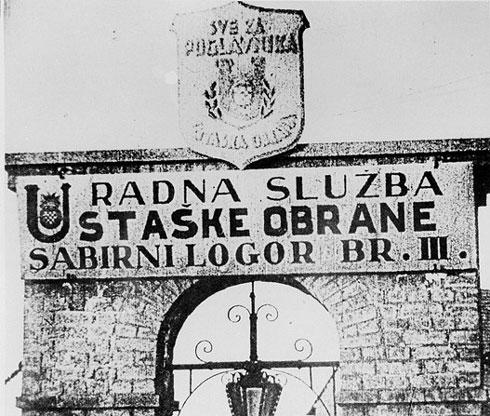 SVE ZA
POGLAVNIKA
RADNA SLUŽBA
USTAŠKE OBRANE
SABIRNI LOGOR BR. III.